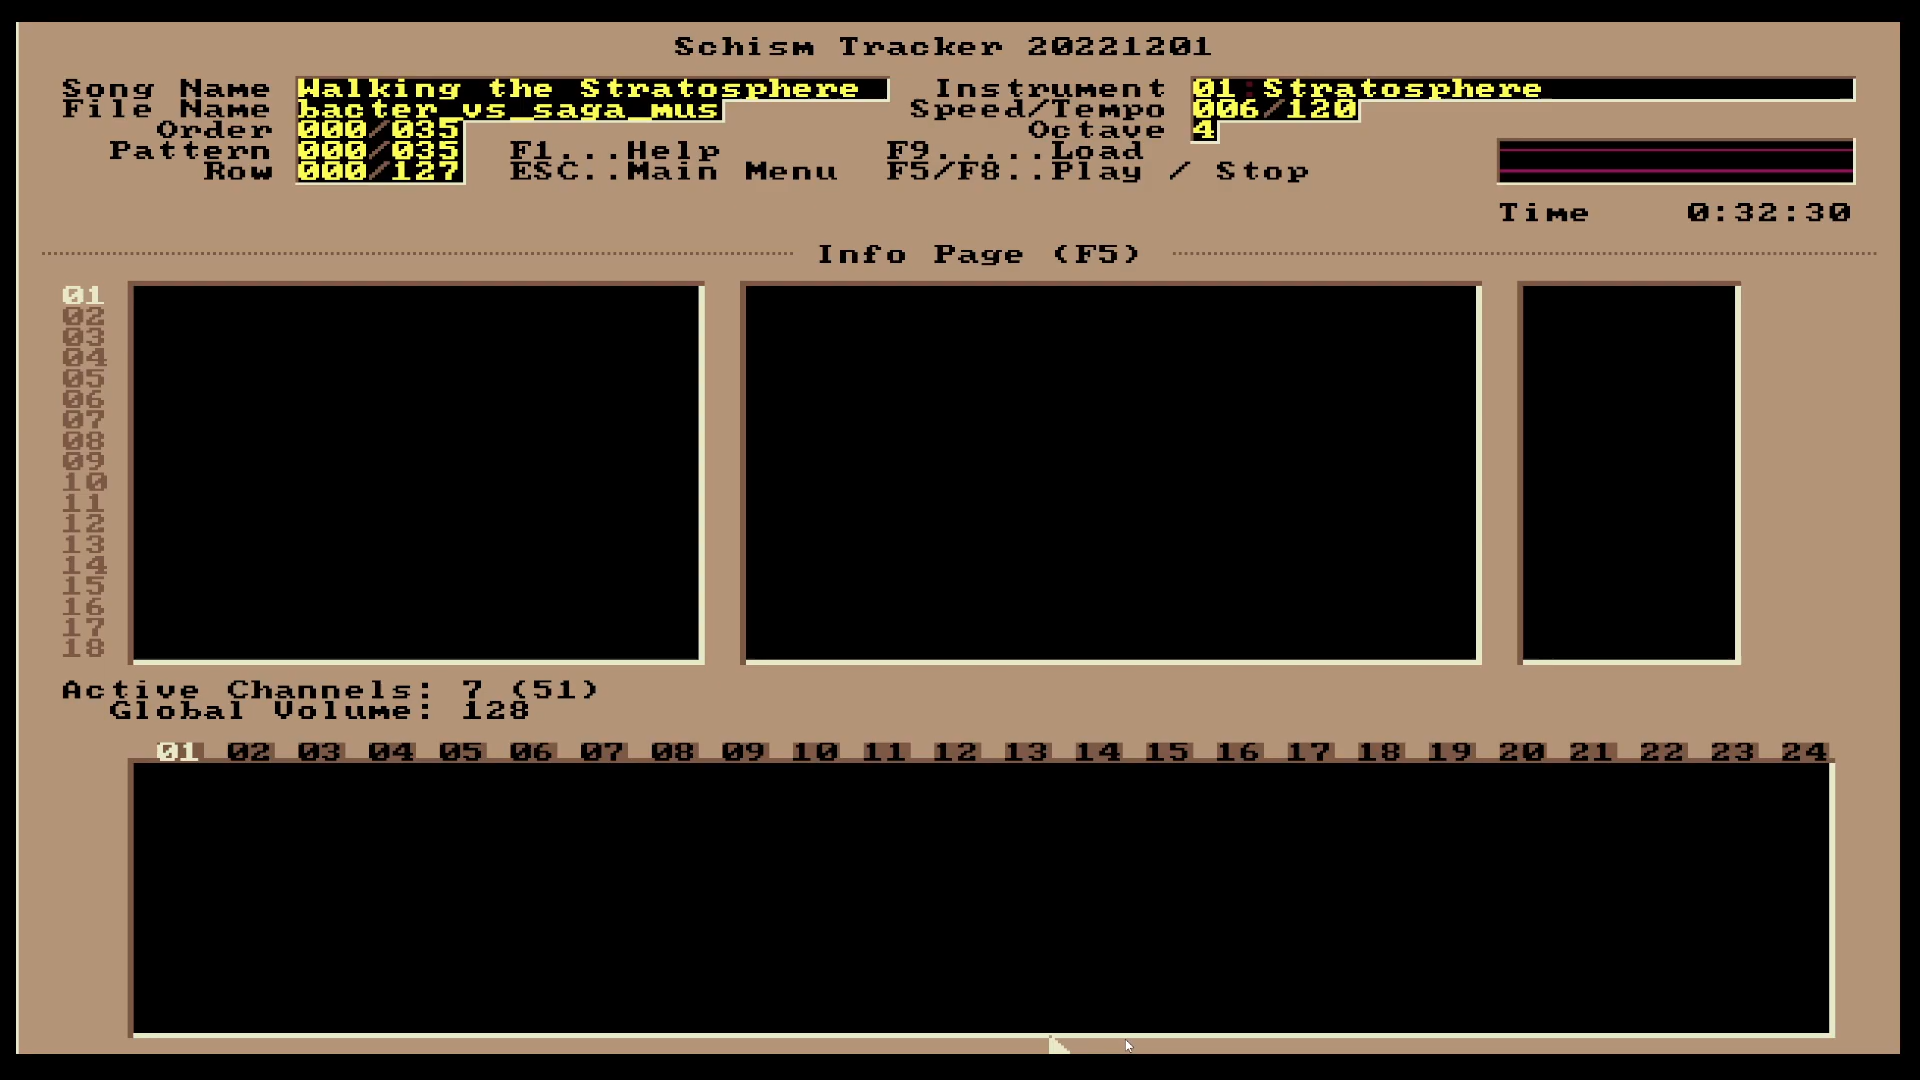 Schism Tracker 20221201
Song Name Walking the Stratosphere Instrument 01:Stratosphere
File Name bacter_vs_saga_mus Speed/Tempo 006/120
Order 000/035 Octave 4
Pattern 000/035 F1...Help F9.....Load
Row 000/127 ESC..Main Menu F5/F8..Play / Stop
Time 0:32:30
Info Page (F5)
01
02
03
04
05
06
07
08
09
10
11
12
13
14
15
16
17
18
Active Channels: 7 (51)
Global Volume: 128
01 02 03 04 05 06 07 08 09 10 11 12 13 14 15 16 17 18 19 20 21 22 23 24